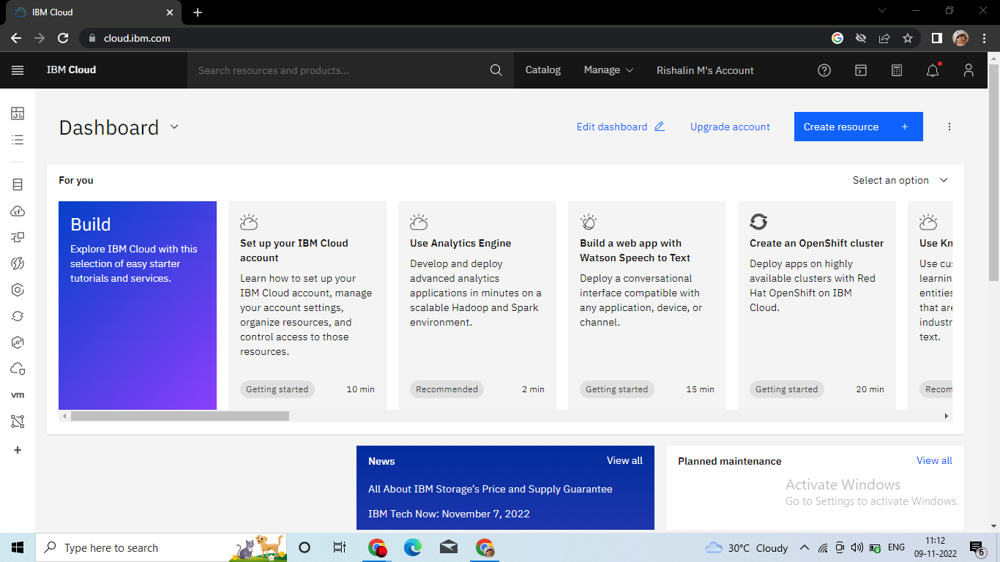 IBM Cloud
cloud.ibm.com
IBM Cloud
Search resources and products...
Catalog
Manage
Rishalin M's Account
Dashboard
Edit dashboard
Upgrade account
Create resource +
For you
Select an option
Build
Explore IBM Cloud with this
selection of easy starter
tutorials and services.
Set up your IBM Cloud
account
Learn how to set up your
IBM Cloud account, manage
your account settings,
organize resources, and
control access to those
resources.
Getting started
10 min
Use Analytics Engine
Develop and deploy
advanced analytics
applications in minutes on a
scalable Hadoop and Spark
environment.
Recommended
2 min
Build a web app with
Watson Speech to Text
Deploy a conversational
interface compatible with
any application, device, or
channel.
Getting started
15 min
Create an OpenShift cluster
Deploy apps on highly
available clusters with Red
Hat OpenShift on IBM
Cloud.
Getting started
20 min
Use Kn
Use cus
learnin
entities
that are
industr
text.
Recom
vm
News
View all
All About IBM Storage's Price and Supply Guarantee
IBM Tech Now: November 7, 2022
Planned maintenance
View all
Activate Windows
Go to Settings to activate Windows.
Type here to search
30°C Cloudy
ENG
11:12
09-11-2022
6